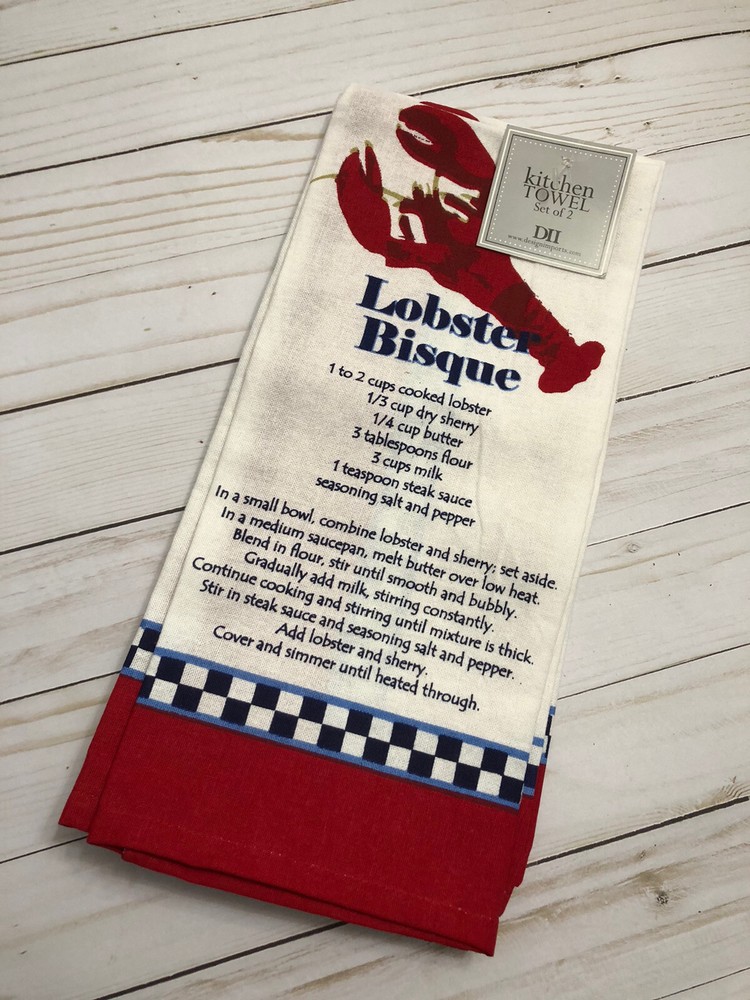 kitchen
TOWEL
Set of 2
DII
www.designimports.com
Lobster
Bisque
1 to 2 cups cooked lobster
1/3 cup dry sherry
1/4 cup butter
3 tablespoons flour
3 cups milk
1 teaspoon steak sauce
seasoning salt and pepper
In a small bowl, combine lobster and sherry; set aside.
In a medium saucepan, melt butter over low heat.
Blend in flour, stir until smooth and bubbly.
Gradually add milk, stirring constantly.
Continue cooking and stirring until mixture is thick.
Stir in steak sauce and seasoning salt and pepper.
Add lobster and sherry.
Cover and simmer until heated through.